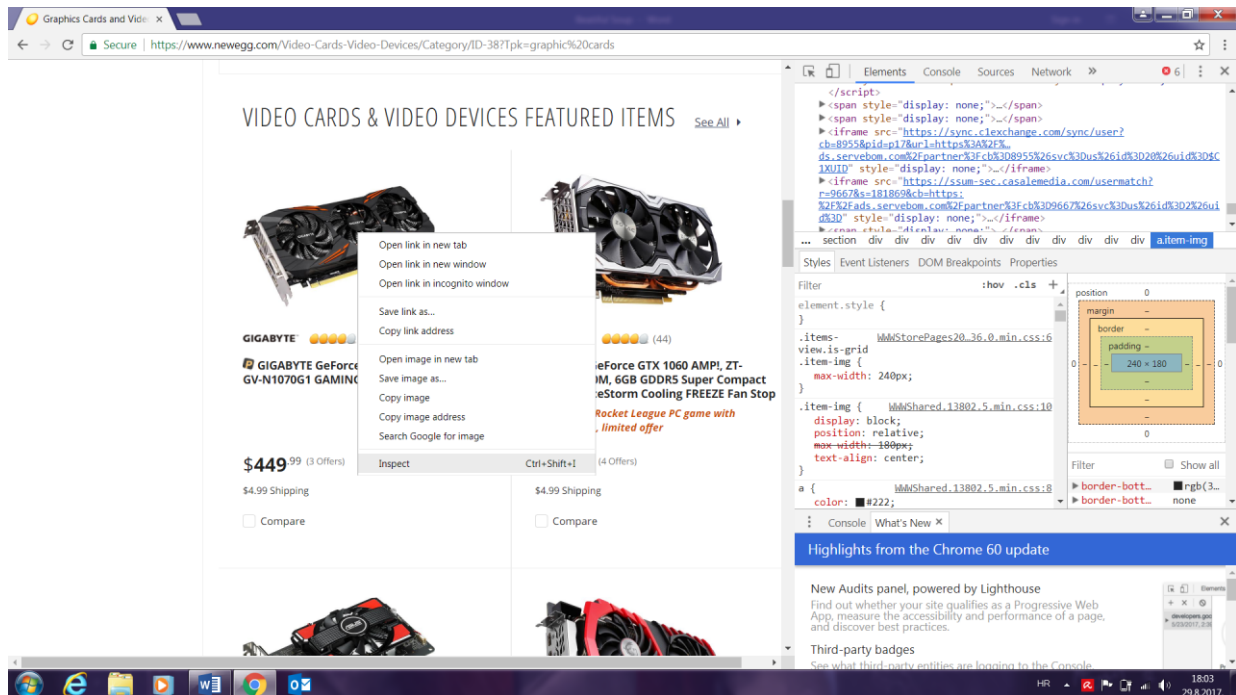 Graphics Cards and Vide
Secure | https://www.newegg.com/Video-Cards-Video-Devices/Category/ID-38?Tpk=graphic%20cards
VIDEO CARDS & VIDEO DEVICES FEATURED ITEMS See All
GIGABYTE
(44)
GIGABYTE GeForce
GV-N1070G1 GAMING
eForce GTX 1060 AMP!, ZT-
0M, 6GB GDDR5 Super Compact
ceStorm Cooling FREEZE Fan Stop
Rocket League PC game with
, limited offer
$449.99 (3 Offers)
(4 Offers)
$4.99 Shipping
$4.99 Shipping
Compare
Compare
Open link in new tab
Open link in new window
Open link in incognito window
Save link as...
Copy link address
Open image in new tab
Save image as...
Copy image
Copy image address
Search Google for image
Inspect Ctrl+Shift+I
Elements Console Sources Network » 6
</script>
<span style="display: none;">…</span>
<span style="display: none;">…</span>
<iframe src="https://sync.c1exchange.com/sync/user?
cb=8955&pid=p17&url=https%3A%2F%…
ds.servebom.com%2Fpartner%3Fcb%3D8955%26svc%3Dus%26id%3D20%26uid%3D$C
1XUID" style="display: none;">…</iframe>
<iframe src="https://ssum-sec.casalemedia.com/usermatch?
r=9667&s=181869&cb=https:
%2F%2Fads.servebom.com%2Fpartner%3Fcb%3D9667%26svc%3Dus%26id%3D2%26ui
d%3D" style="display: none;">…</iframe>
<span style="display: none;">…</span>
... section div div div div div div div div div div div a.item-img
Styles Event Listeners DOM Breakpoints Properties
Filter :hov .cls +
element.style {
}
.items- WWWStorePages20…36.0.min.css:6
view.is-grid
.item-img {
max-width: 240px;
}
.item-img { WWWShared.13802.5.min.css:10
display: block;
position: relative;
max-width: 180px;
text-align: center;
}
a { WWWShared.13802.5.min.css:8
color: #222;
position 0
margin -
border -
padding -
0 - - - 240 × 180 - - - 0
-
-
-
0
Filter Show all
border-bott… rgb(3…
border-bott… none
Console What's New ×
Highlights from the Chrome 60 update
New Audits panel, powered by Lighthouse
Find out whether your site qualifies as a Progressive Web
App, measure the accessibility and performance of a page,
and discover best practices.
Third-party badges
See what third-party entities are logging to the Console,
HR
18:03
29.8.2017